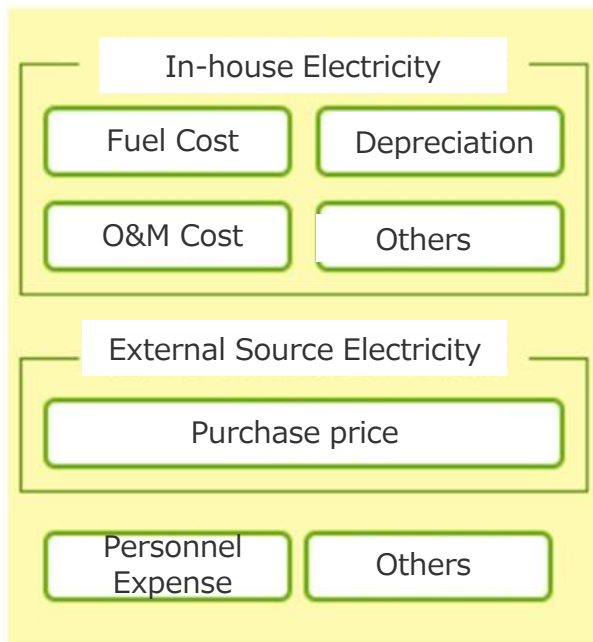 In-house Electricity
Fuel Cost
Depreciation
O&M Cost
Others
External Source Electricity
Purchase price
Personnel
Expense
Others